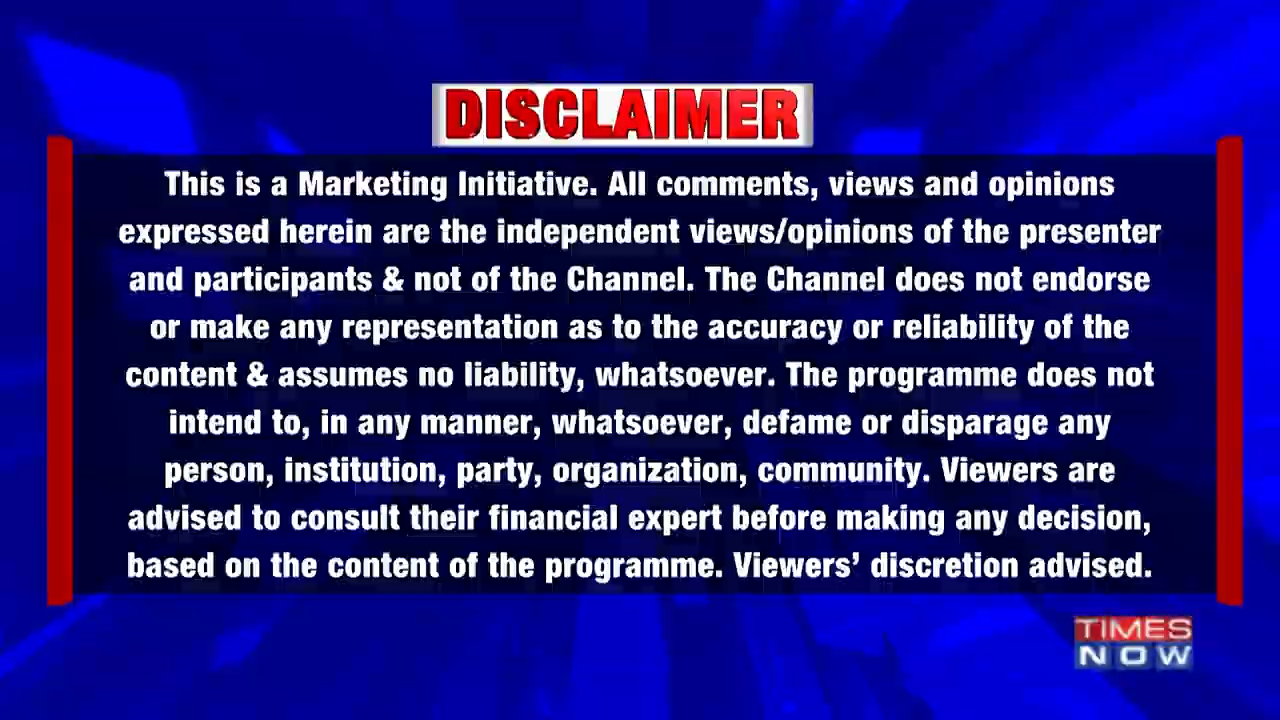 DISCLAIMER
This is a Marketing Initiative. All comments, views and opinions
expressed herein are the independent views/opinions of the presenter
and participants & not of the Channel. The Channel does not endorse
or make any representation as to the accuracy or reliability of the
content & assumes no liability, whatsoever. The programme does not
intend to, in any manner, whatsoever, defame or disparage any
person, institution, party, organization, community. Viewers are
advised to consult their financial expert before making any decision,
based on the content of the programme. Viewers’ discretion advised.
TIMES
NOW